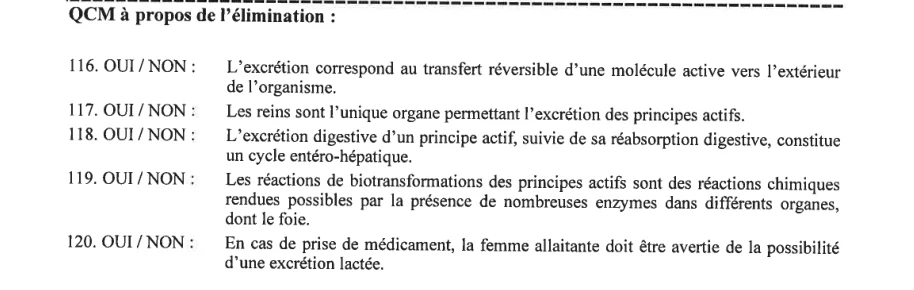 QCM à propos de l'élimination :
116. OUI / NON : L'excrétion correspond au transfert réversible d'une molécule active vers l'extérieur
de l'organisme.
117. OUI / NON : Les reins sont l'unique organe permettant l'excrétion des principes actifs.
118. OUI / NON : L'excrétion digestive d'un principe actif, suivie de sa réabsorption digestive, constitue
un cycle entéro-hépatique.
119. OUI / NON : Les réactions de biotransformations des principes actifs sont des réactions chimiques
rendues possibles par la présence de nombreuses enzymes dans différents organes,
dont le foie.
120. OUI / NON : En cas de prise de médicament, la femme allaitante doit être avertie de la possibilité
d'une excrétion lactée.